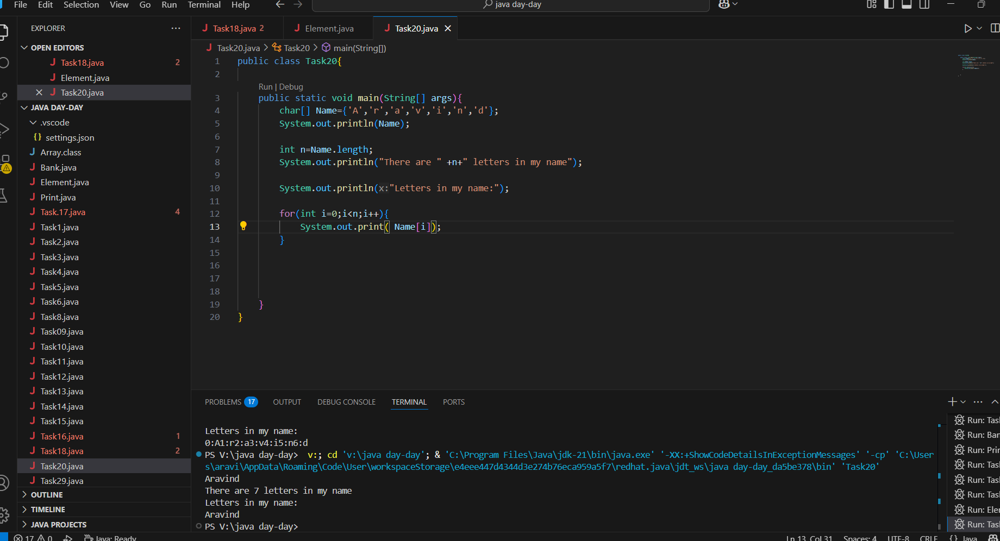 File Edit Selection View Go Run Terminal Help java day-day
EXPLORER
OPEN EDITORS
Task18.java 2
Element.java
Task20.java
JAVA DAY-DAY
.vscode
{} settings.json
Array.class
Bank.java
Element.java
Print.java
Task.17.java 4
Task1.java
Task2.java
Task3.java
Task4.java
Task5.java
Task6.java
Task8.java
Task09.java
Task10.java
Task11.java
Task12.java
Task13.java
Task14.java
Task15.java
Task16.java 1
Task18.java 2
Task20.java
Task29.java
OUTLINE
TIMELINE
JAVA PROJECTS
Task18.java 2 Element.java Task20.java
Task20.java > Task20 > main(String[])
1 public class Task20{
2
Run | Debug
3 public static void main(String[] args){
4 char[] Name={'A','r','a','v','i','n','d'};
5 System.out.println(Name);
6
7 int n=Name.length;
8 System.out.println("There are " +n+" letters in my name");
9
10 System.out.println(x:"Letters in my name:");
11
12 for(int i=0;i<n;i++){
13 System.out.print( Name[i]);
14 }
15
16
17
18
19 }
20 }
PROBLEMS 17 OUTPUT DEBUG CONSOLE TERMINAL PORTS
Letters in my name:
0:A1:r2:a3:v4:i5:n6:d
PS V:\java day-day> v:; cd 'v:\java day-day'; & 'C:\Program Files\Java\jdk-21\bin\java.exe' '-XX:+ShowCodeDetailsInExceptionMessages' '-cp' 'C:\User
s\aravi\AppData\Roaming\Code\User\workspaceStorage\e4eee447d4344d3e274b76eca959a5f7\redhat.java\jdt_ws\java day-day_da5be378\bin' 'Task20'
Aravind
There are 7 letters in my name
Letters in my name:
Aravind
PS V:\java day-day>
Run: Tas
Run: Ban
Run: Prin
Run: Tas
Run: Tas
Run: Tas
Run: Eler
Run: Tas
17 0 Java: Ready Ln 13, Col 31 Spaces: 4 UTF-8 CRLF {} Java